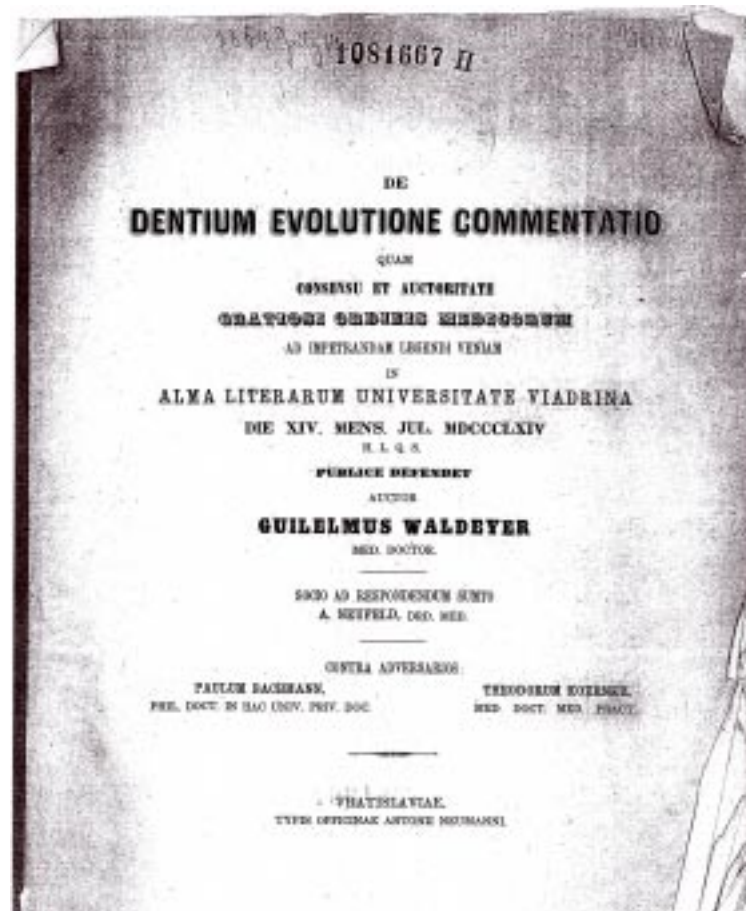 1081667 II
DE
DENTIUM EVOLUTIONE COMMENTATIO
QUAM
CONSENSU ET AUCTORITATE
GRATIOSI ORDINIS MEDICORUM
AD IMPETRANDAM LEGENDI VENIAM
IN
ALMA LITERARUM UNIVERSITATE VIADRINA
DIE XIV. MENS. JUL. MDCCCLXIV
H. L. Q. S.
PUBLICE DEFENDET
AUCTOR
GUILELMUS WALDEYER
MED. DOCTOR.
SOCIO AD RESPONDENDUM SUMTO
A. NEUFELD, DRD. MED.
CONTRA ADVERSARIOS:
PAULUM BACHMANN,
PHIL. DOCT. IN HAC UNIV. PRIV. DOC.
THEODORUM KOERNER,
MED. DOCT. MED. PRACT.
VRATISLAVIAE,
TYPIS OFFICINAE ANTONII NEUMANNI.